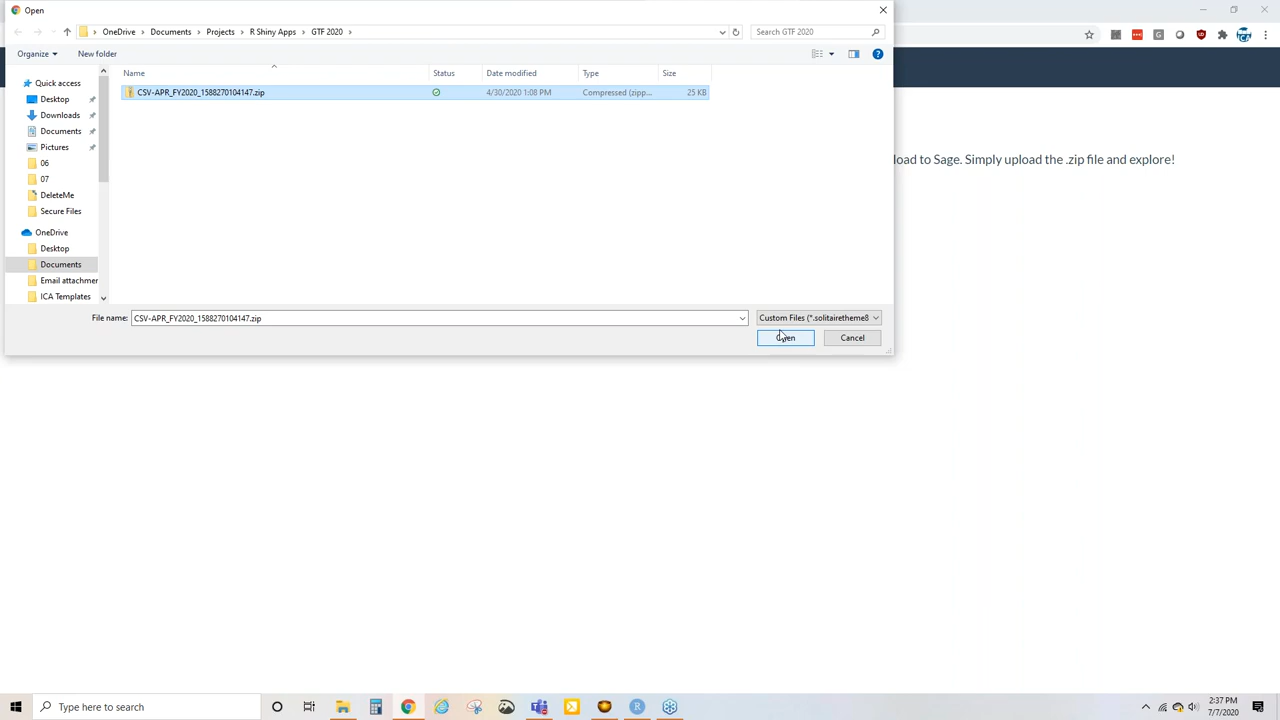 Open
OneDrive > Documents > Projects > R Shiny Apps > GTF 2020 >
Search GTF 2020
Organize
New folder
Name
Status
Date modified
Type
Size
CSV-APR_FY2020_1588270104147.zip
4/30/2020 1:08 PM
Compressed (zipp...
25 KB
Quick access
Desktop
Downloads
Documents
Pictures
06
07
DeleteMe
Secure Files
OneDrive
Desktop
Documents
Email attachmer
ICA Templates
load to Sage. Simply upload the .zip file and explore!
File name:
CSV-APR_FY2020_1588270104147.zip
Custom Files (*.solitairetheme8
Open
Cancel
Type here to search
2:37 PM
7/7/2020